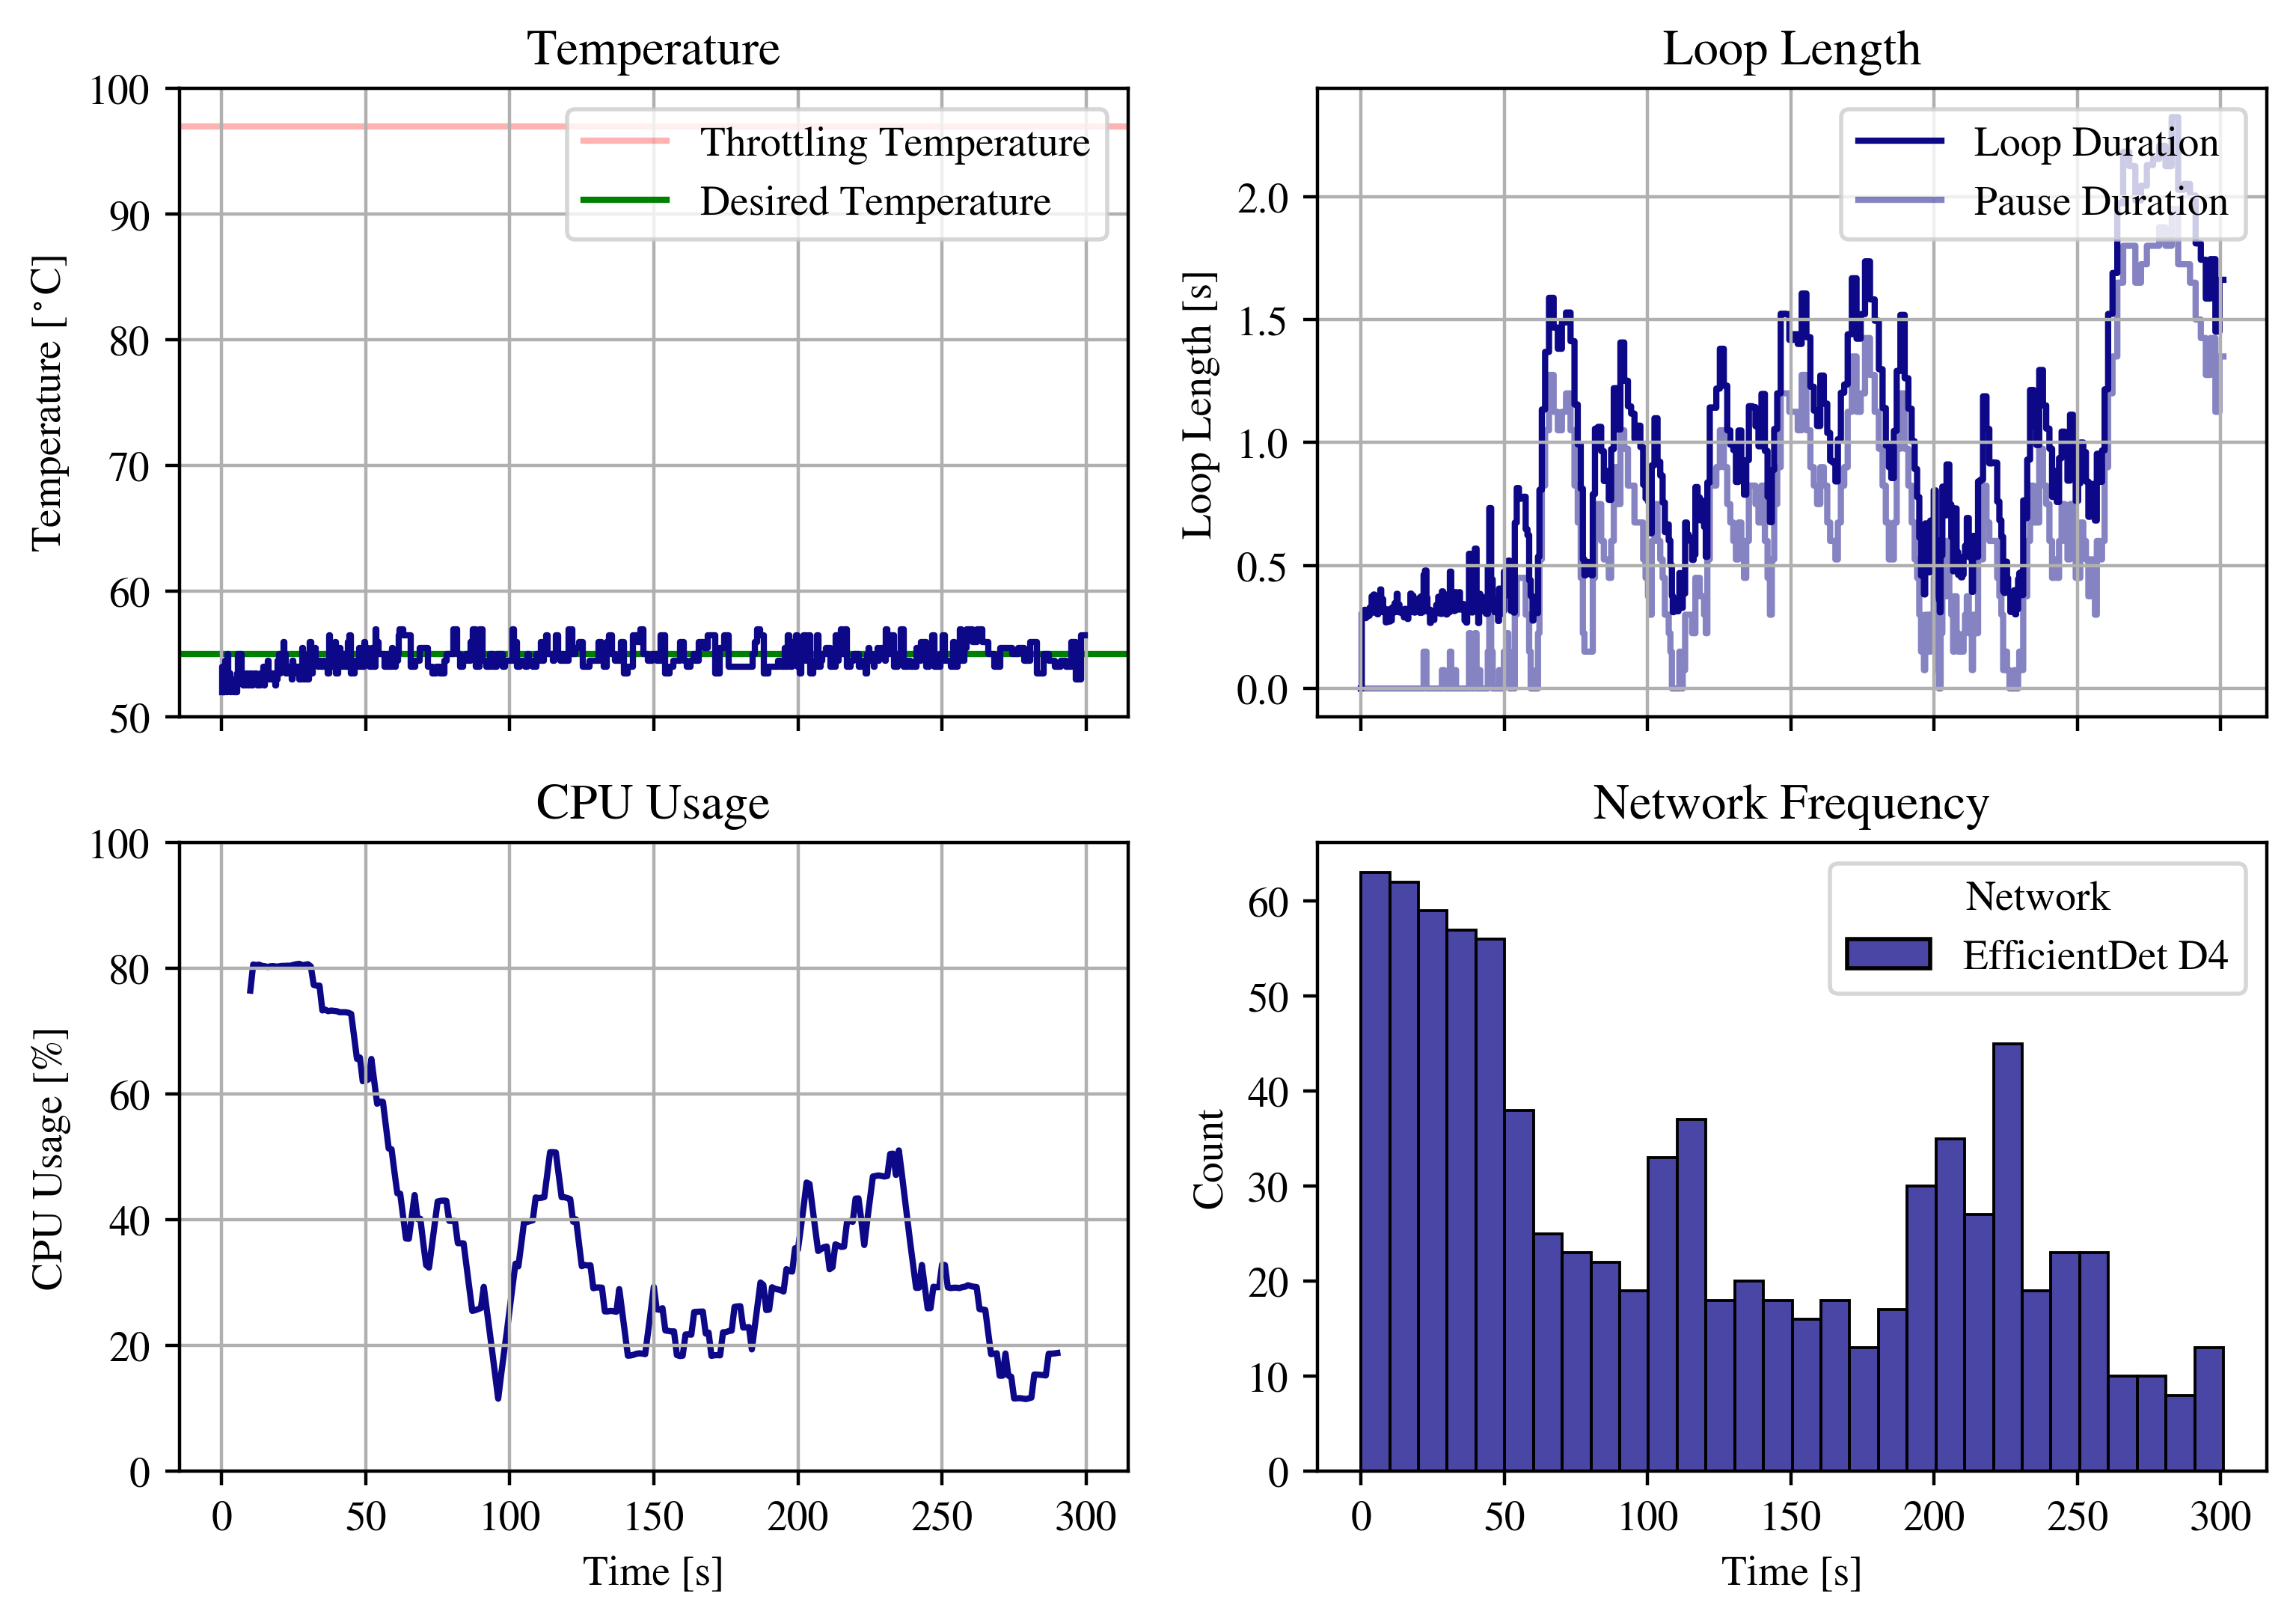 Temperature
100
90
80
70
60
50
Temperature [°C]
Throttling Temperature
Desired Temperature
Loop Length
2.0
1.5
1.0
0.5
0.0
Loop Length [s]
Loop Duration
Pause Duration
CPU Usage
100
80
60
40
20
0
CPU Usage [%]
0 50 100 150 200 250 300
Time [s]
Network Frequency
60
50
40
30
20
10
0
Count
Network
EfficientDet D4
0 50 100 150 200 250 300
Time [s]